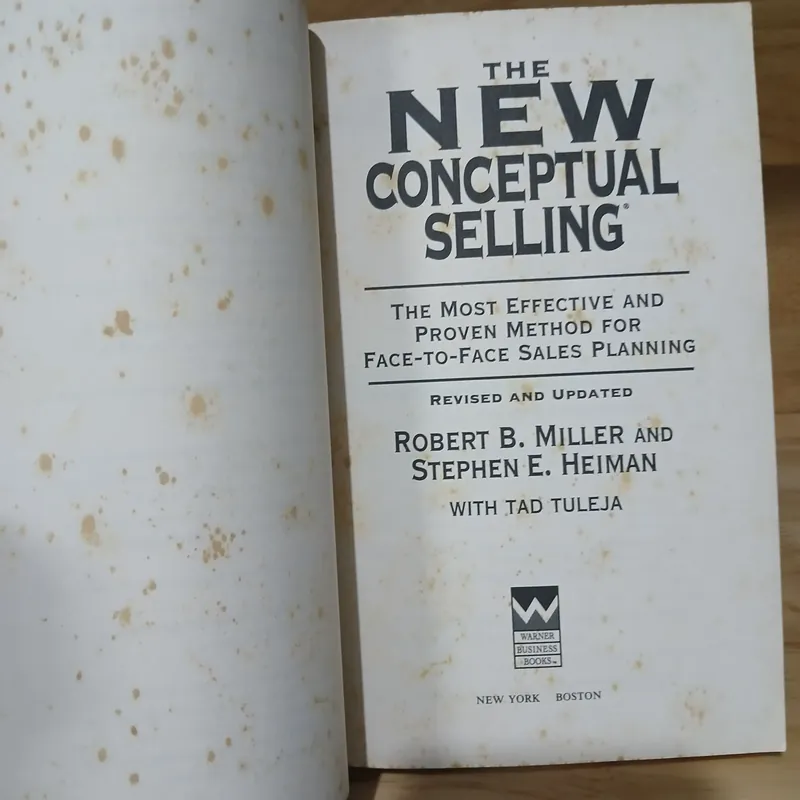 THE
NEW
CONCEPTUAL
SELLING®
THE MOST EFFECTIVE AND
PROVEN METHOD FOR
FACE-TO-FACE SALES PLANNING
REVISED AND UPDATED
ROBERT B. MILLER AND
STEPHEN E. HEIMAN
WITH TAD TULEJA
W
WARNER
BUSINESS
BOOKS™
NEW YORK BOSTON